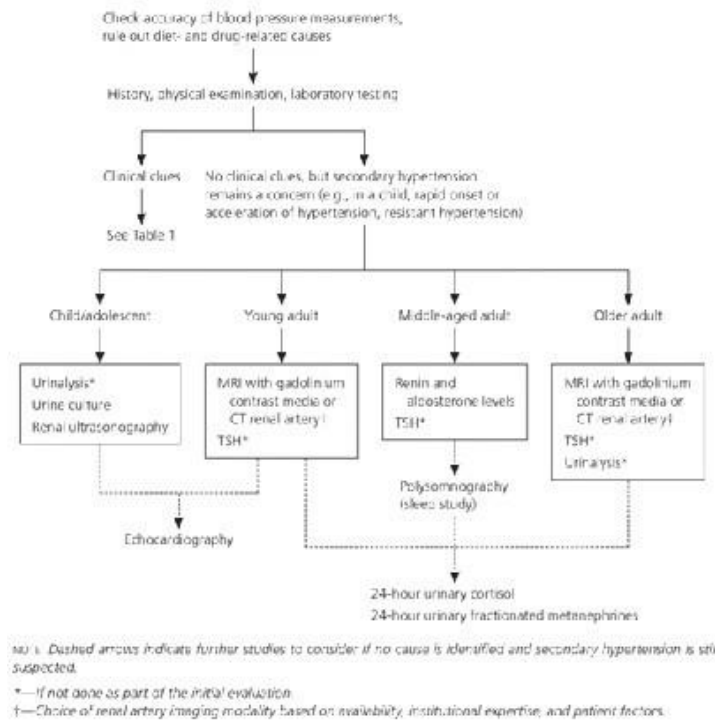 Check accuracy of blood pressure measurements,
rule out diet- and drug-related causes
History, physical examination, laboratory testing
Clinical clues
No clinical clues, but secondary hypertension
remains a concern (e.g., in a child, rapid onset or
acceleration of hypertension, resistant hypertension)
See Table 1
Child/adolescent
Young adult
Middle-aged adult
Older adult
Urinalysis*
Urine culture
Renal ultrasonography
MRI with gadolinium
contrast media or
CT renal artery†
TSH*
Renin and
aldosterone levels
TSH*
MRI with gadolinium
contrast media or
CT renal artery†
TSH*
Urinalysis*
Polysomnography
(sleep study)
Echocardiography
24-hour urinary cortisol
24-hour urinary fractionated metanephrines
NOTE: Dashed arrows indicate further studies to consider if no cause is identified and secondary hypertension is still
suspected.
*—If not done as part of the initial evaluation.
†—Choice of renal artery imaging modality based on availability, institutional expertise, and patient factors.